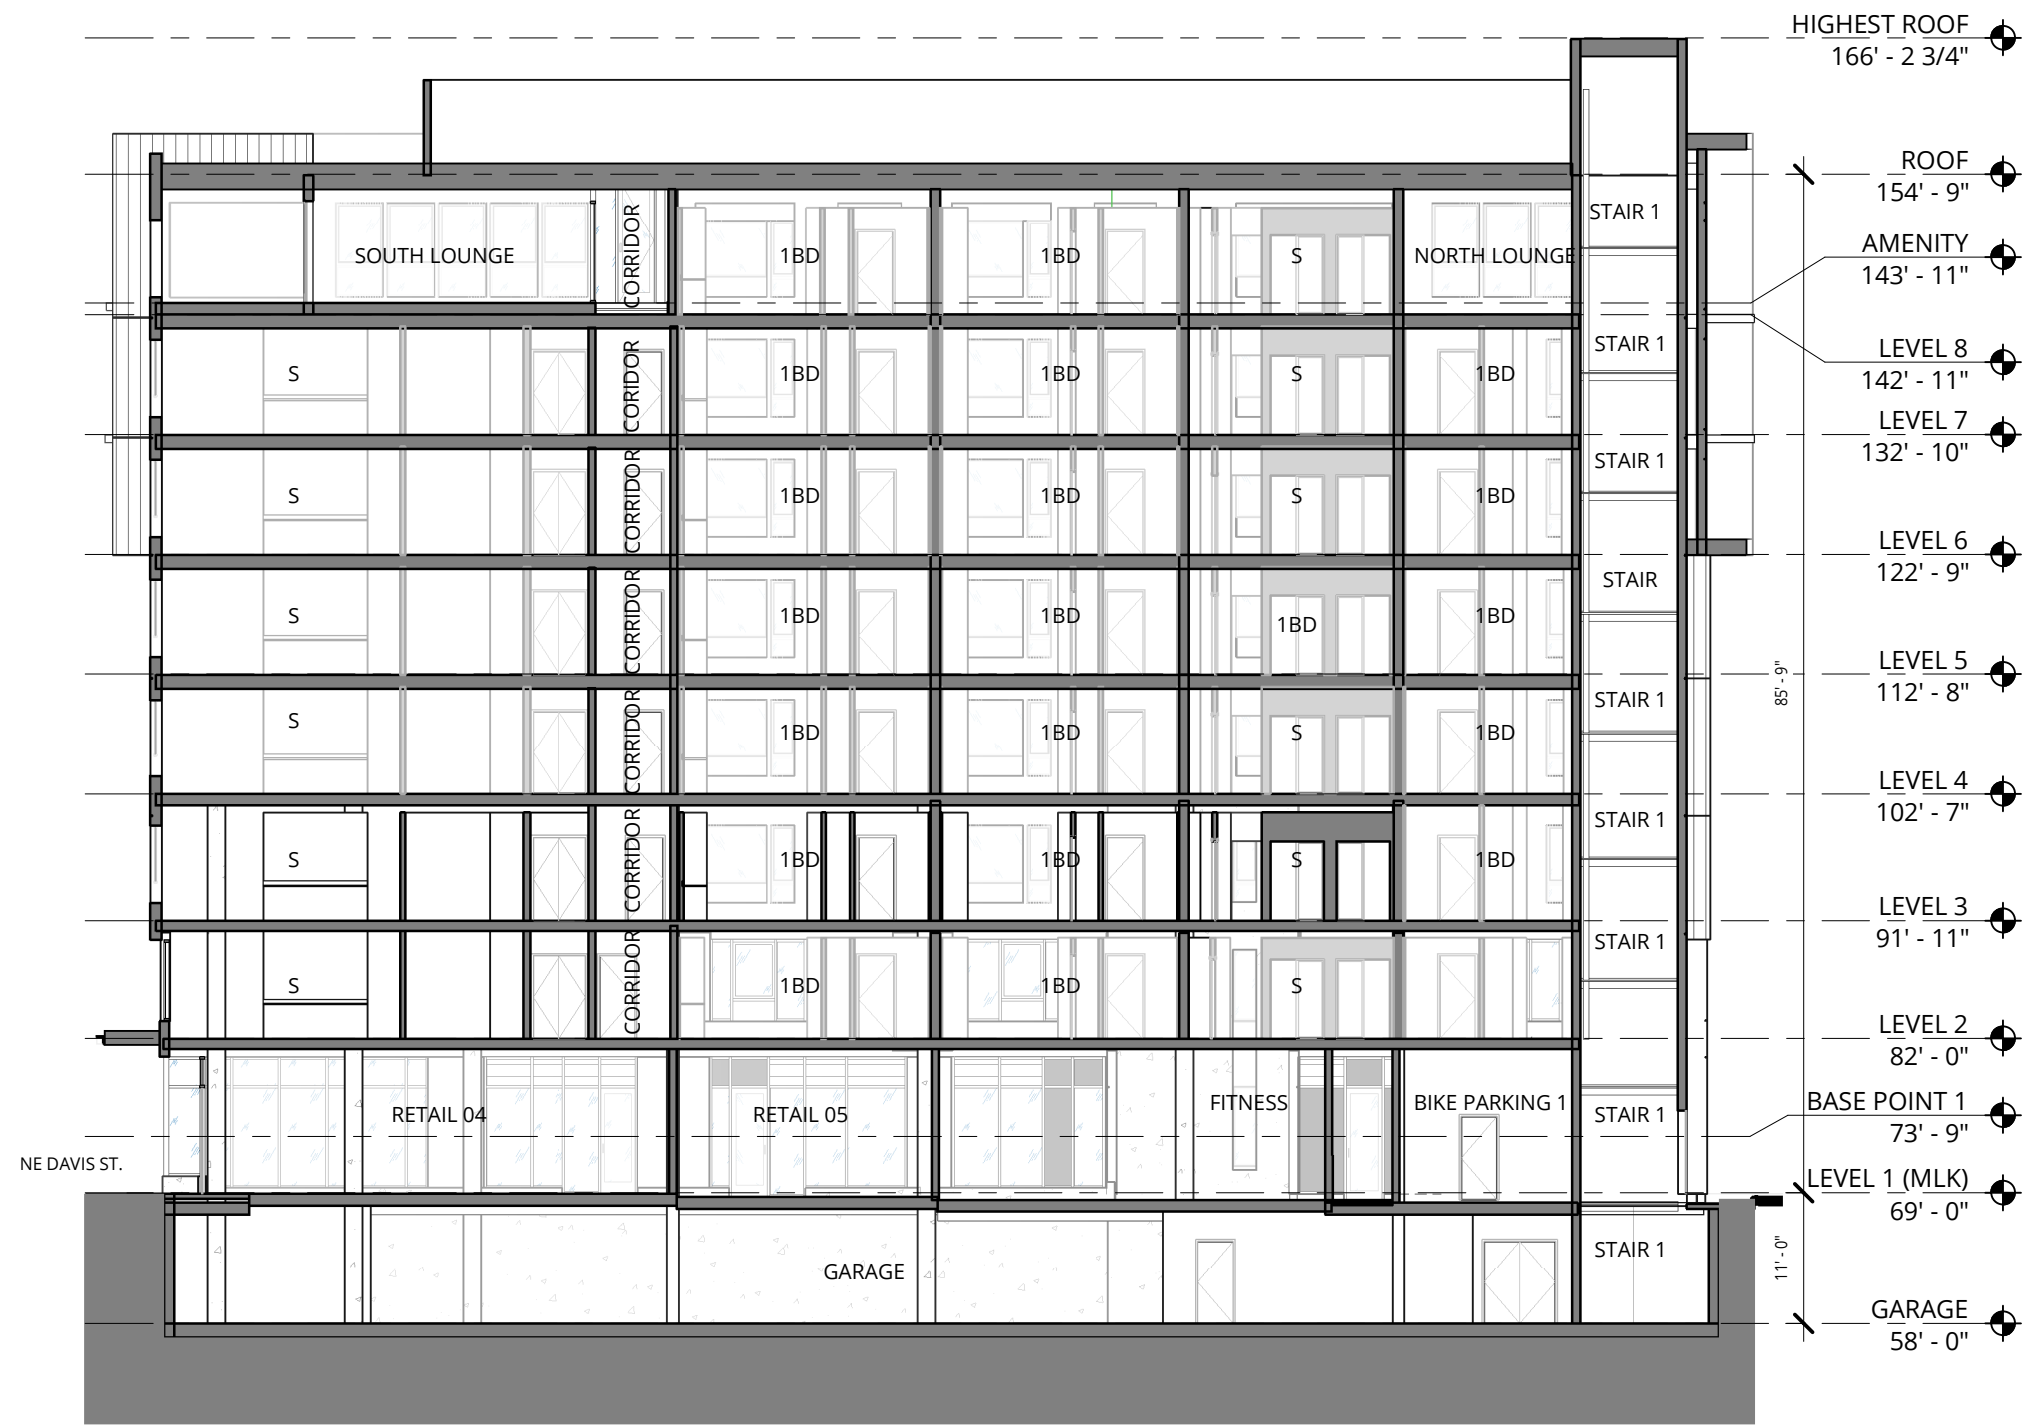 HIGHEST ROOF
166' - 2 3/4"
ROOF
154' - 9"
STAIR 1
AMENITY
143' - 11"
SOUTH LOUNGE
CORRIDOR
1BD
1BD
S
NORTH LOUNGE
STAIR 1
LEVEL 8
142' - 11"
S
CORIDOR
1BD
1BD
S
1BD
LEVEL 7
132' - 10"
STAIR 1
S
CORRIDOR
1BD
1BD
S
1BD
LEVEL 6
122' - 9"
STAIR
S
CORRIDOR
1BD
1BD
1BD
1BD
LEVEL 5
112' - 8"
85' - 9"
STAIR 1
S
CORRIDOR
1BD
1BD
S
1BD
LEVEL 4
102' - 7"
STAIR 1
S
CORRIDOR
1BD
1BD
S
1BD
LEVEL 3
91' - 11"
STAIR 1
S
CORRIDOR
1BD
1BD
S
LEVEL 2
82' - 0"
RETAIL 04
RETAIL 05
FITNESS
BIKE PARKING 1
STAIR 1
BASE POINT 1
73' - 9"
NE DAVIS ST.
LEVEL 1 (MLK)
69' - 0"
GARAGE
STAIR 1
11' - 0"
GARAGE
58' - 0"